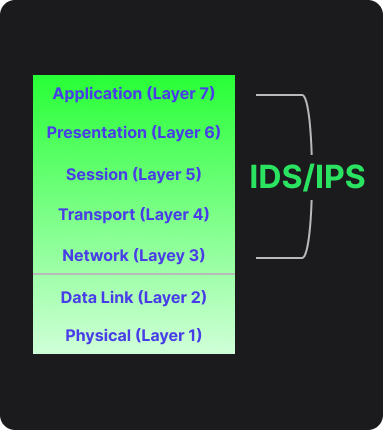 Application (Layer 7)
Presentation (Layer 6)
Session (Layer 5)
IDS/IPS
Transport (Layer 4)
Network (Layey 3)
Data Link (Layer 2)
Physical (Layer 1)